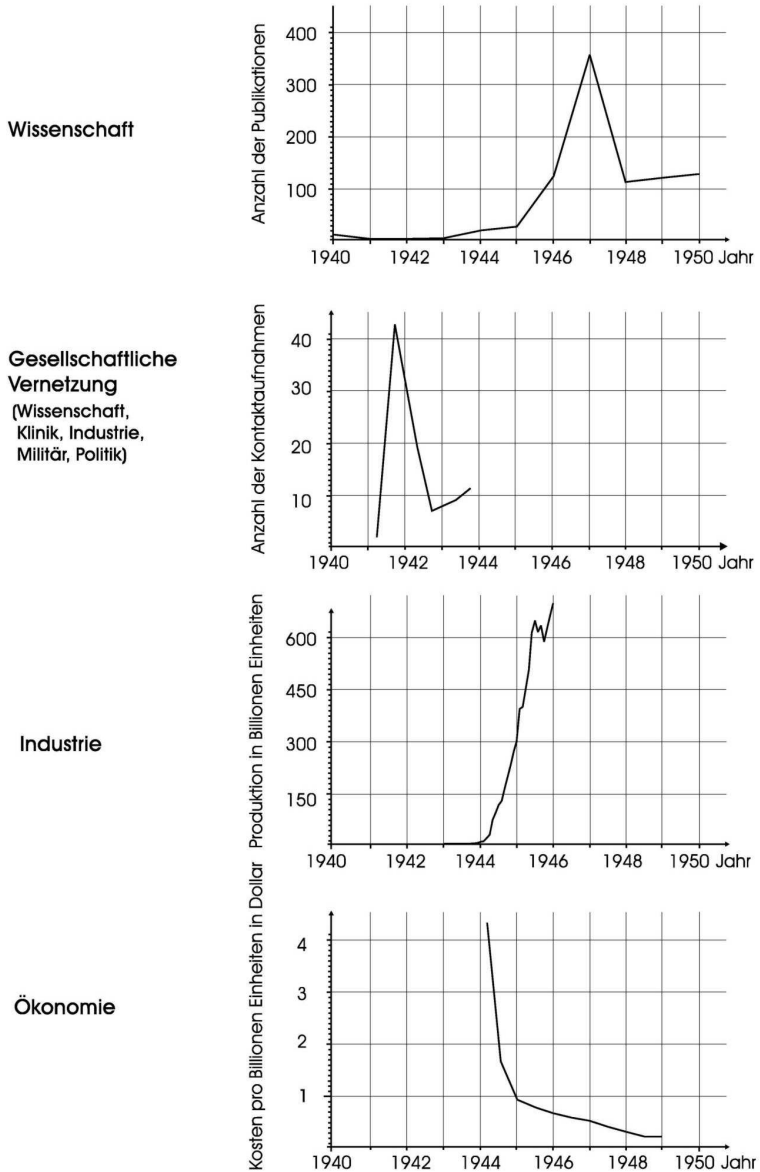 Wissenschaft
Anzahl der Publikationen
400
300
200
100
1940 1942 1944 1946 1948 1950 Jahr
Gesellschaftliche
Vernetzung
(Wissenschaft,
Klinik, Industrie,
Militär, Politik)
Anzahl der Kontaktaufnahmen
40
30
20
10
1940 1942 1944 1946 1948 1950 Jahr
Industrie
Produktion in Billionen Einheiten
600
450
300
150
1940 1942 1944 1946 1948 1950 Jahr
Ökonomie
Kosten pro Billionen Einheiten in Dollar
4
3
2
1
1940 1942 1944 1946 1948 1950 Jahr